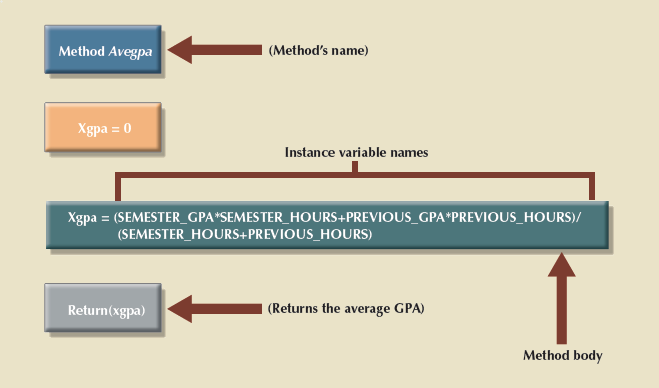 Method Avegpa
(Method's name)
Xgpa = 0
Instance variable names
Xgpa = (SEMESTER_GPA*SEMESTER_HOURS+PREVIOUS_GPA*PREVIOUS_HOURS)/
(SEMESTER_HOURS+PREVIOUS_HOURS)
Return(xgpa)
(Returns the average GPA)
Method body